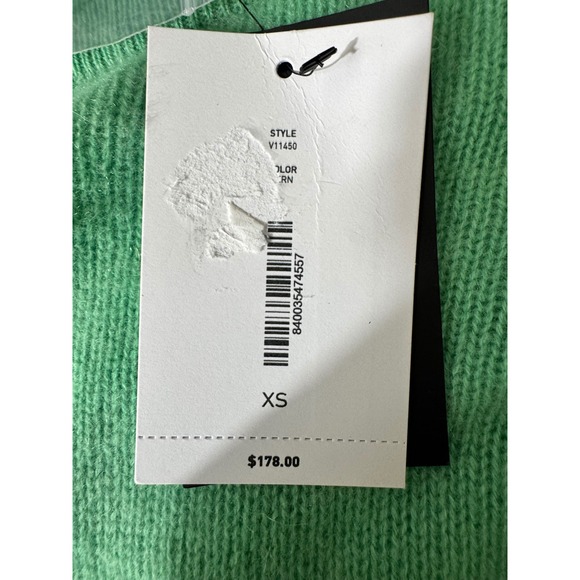 STYLE
V11450
OLOR
RN
840035474557
XS
$178.00